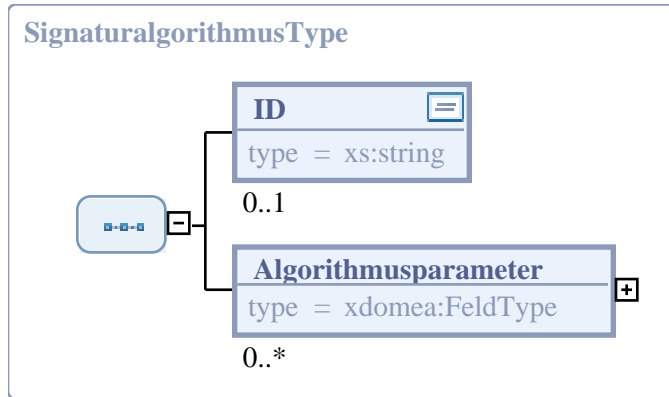 SignaturalgorithmusType
ID
type = xs:string
0..1
Algorithmusparameter
type = xdomea:FeldType
0..*